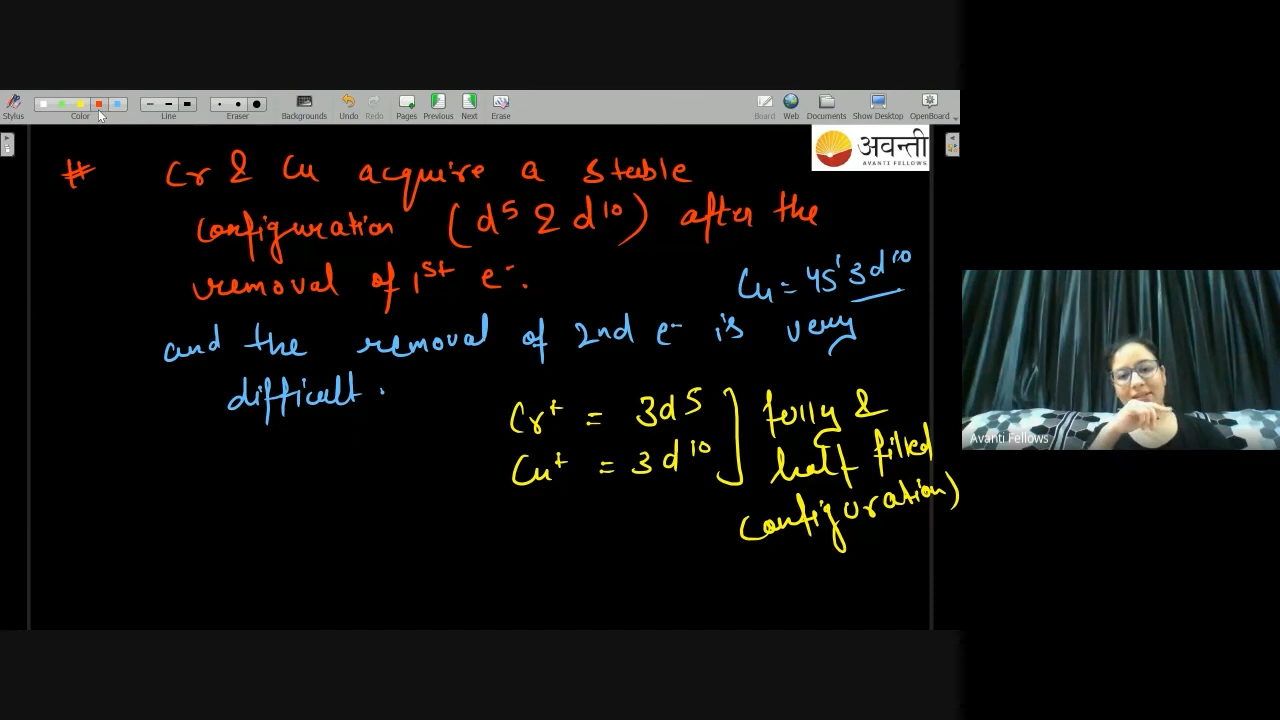 Stylus
Color
Line
Eraser
Backgrounds
Undo
Redo
Pages
Previous
Next
Erase
Board
Web
Documents
Show Desktop
OpenBoard
अवन्ती
AVANTI FELLOWS
# Cr & Cu acquire a stable
configuration (d⁵ & d¹⁰) after the
removal of 1st e⁻.
Cu = 4s¹ 3d¹⁰
and the removal of 2nd e⁻ is very
difficult.
Cr⁺ = 3d5
Cu⁺ = 3d¹⁰
fully &
half filled
configuration)
Avanti Fellows